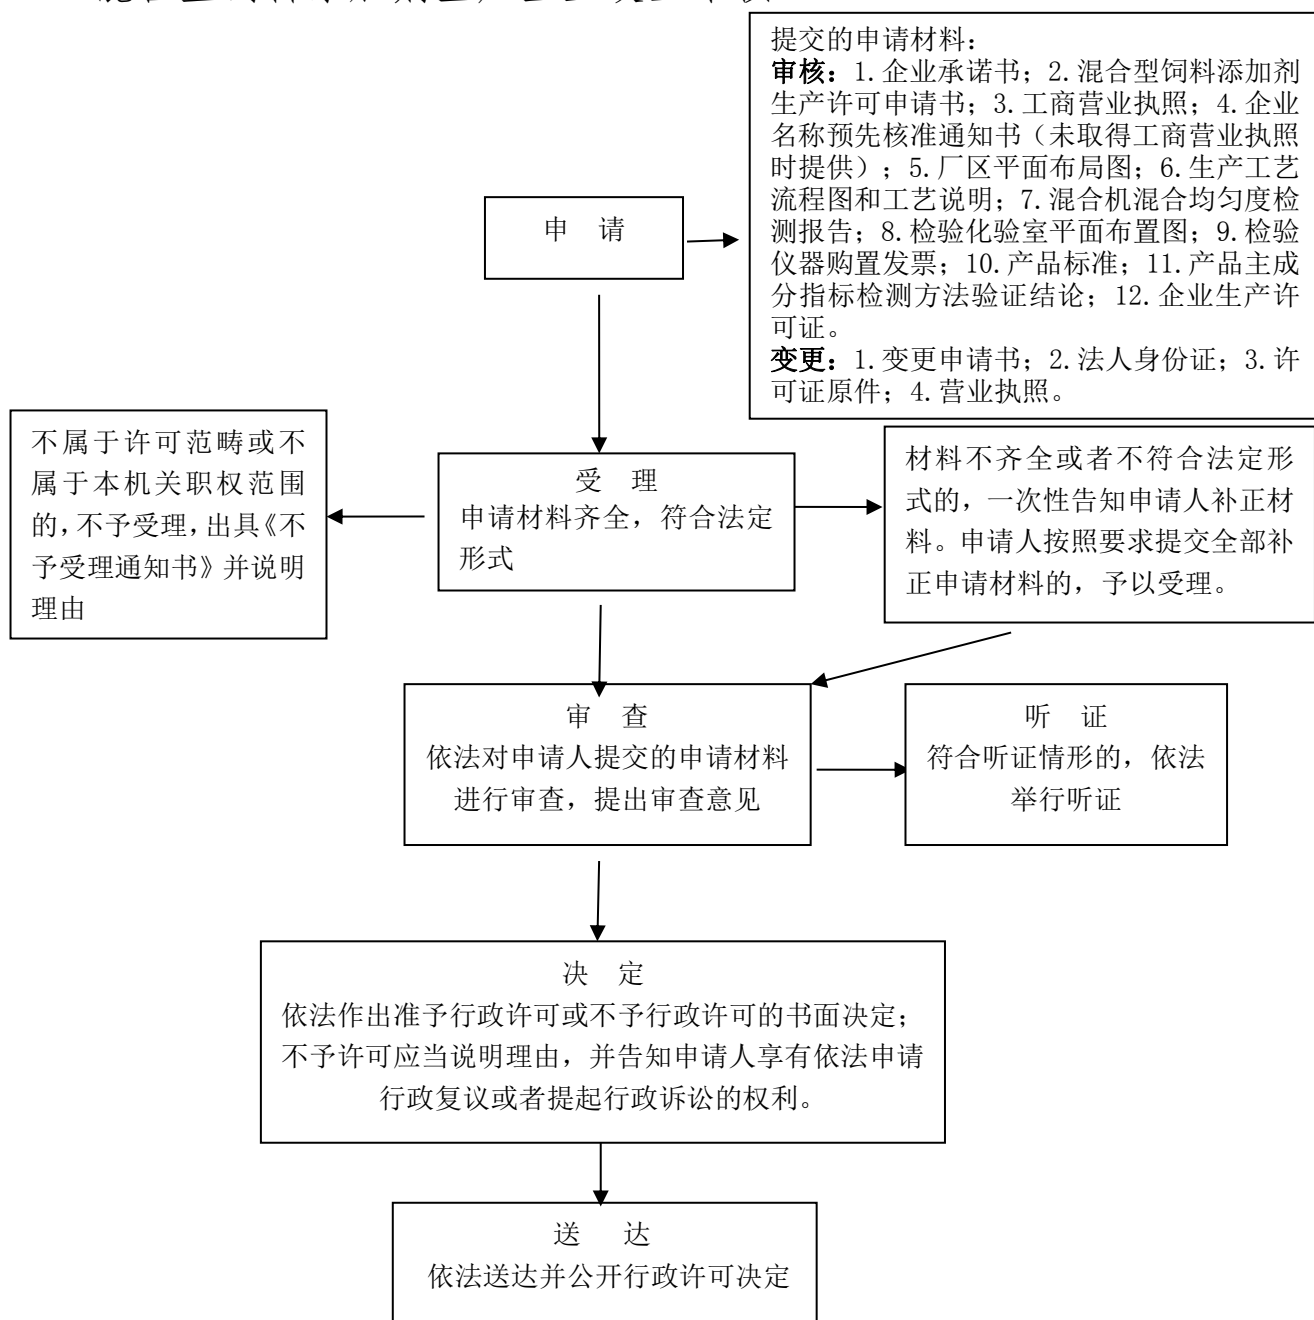 提交的申请材料：
审核：1.企业承诺书；2.混合型饲料添加剂
生产许可申请书；3.工商营业执照；4.企业
名称预先核准通知书（未取得工商营业执照
时提供）；5.厂区平面布局图；6.生产工艺
流程图和工艺说明；7.混合机混合均匀度检
测报告；8.检验化验室平面布置图；9.检验
仪器购置发票；10.产品标准；11.产品主成
分指标检测方法验证结论；12.企业生产许
可证。
变更：1.变更申请书；2.法人身份证；3.许
可证原件；4.营业执照。
申 请
不属于许可范畴或不
属于本机关职权范围
的，不予受理，出具《不
予受理通知书》并说明
理由
受 理
申请材料齐全，符合法定
形式
材料不齐全或者不符合法定形
式的，一次性告知申请人补正材
料。申请人按照要求提交全部补
正申请材料的，予以受理。
审 查
依法对申请人提交的申请材料
进行审查，提出审查意见
听 证
符合听证情形的，依法
举行听证
决 定
依法作出准予行政许可或不予行政许可的书面决定；
不予许可应当说明理由，并告知申请人享有依法申请
行政复议或者提起行政诉讼的权利。
送 达
依法送达并公开行政许可决定